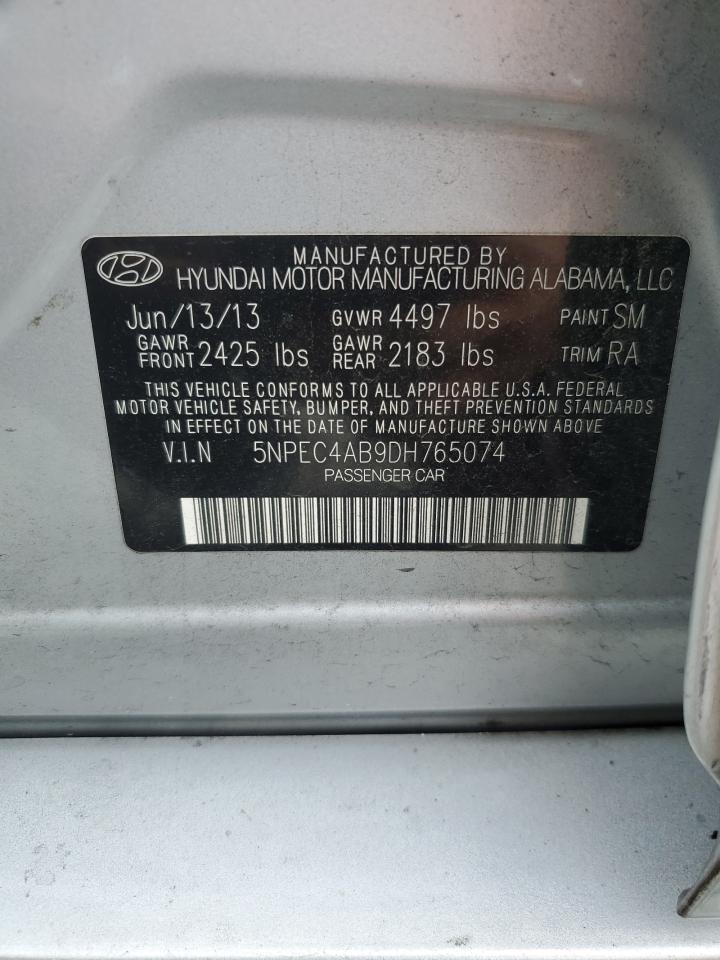 MANUFACTURED BY
HYUNDAI MOTOR MANUFACTURING ALABAMA, LLC
Jun/13/13 GVWR 4497 lbs PAINT SM
GAWR FRONT 2425 lbs GAWR REAR 2183 lbs TRIM RA
THIS VEHICLE CONFORMS TO ALL APPLICABLE U.S.A. FEDERAL
MOTOR VEHICLE SAFETY, BUMPER, AND THEFT PREVENTION STANDARDS
IN EFFECT ON THE DATE OF MANUFACTURE SHOWN ABOVE
V.I.N 5NPEC4AB9DH765074
PASSENGER CAR